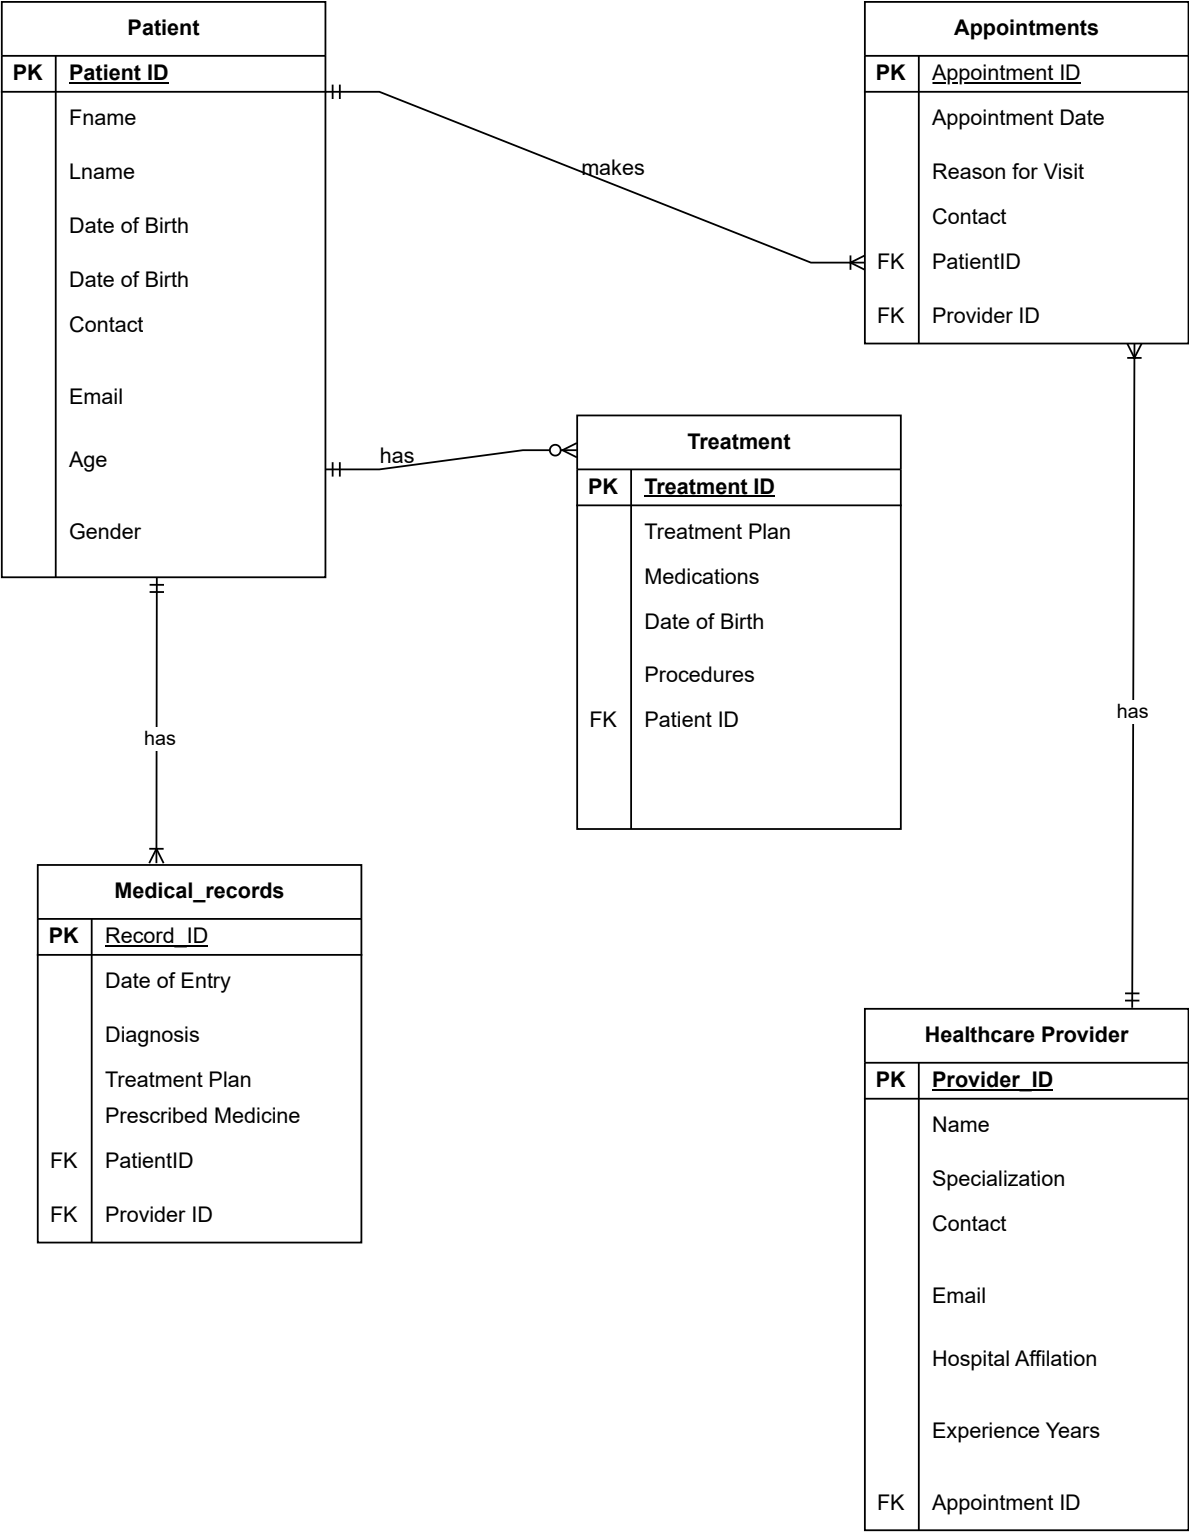 Patient
PK Patient ID
Fname
Lname
Date of Birth
Date of Birth
Contact
Email
Age
Gender
makes
Appointments
PK Appointment ID
Appointment Date
Reason for Visit
Contact
FK PatientID
FK Provider ID
has
Treatment
PK Treatment ID
Treatment Plan
Medications
Date of Birth
Procedures
FK Patient ID
has
has
Medical_records
PK Record_ID
Date of Entry
Diagnosis
Treatment Plan
Prescribed Medicine
FK PatientID
FK Provider ID
Healthcare Provider
PK Provider_ID
Name
Specialization
Contact
Email
Hospital Affilation
Experience Years
FK Appointment ID